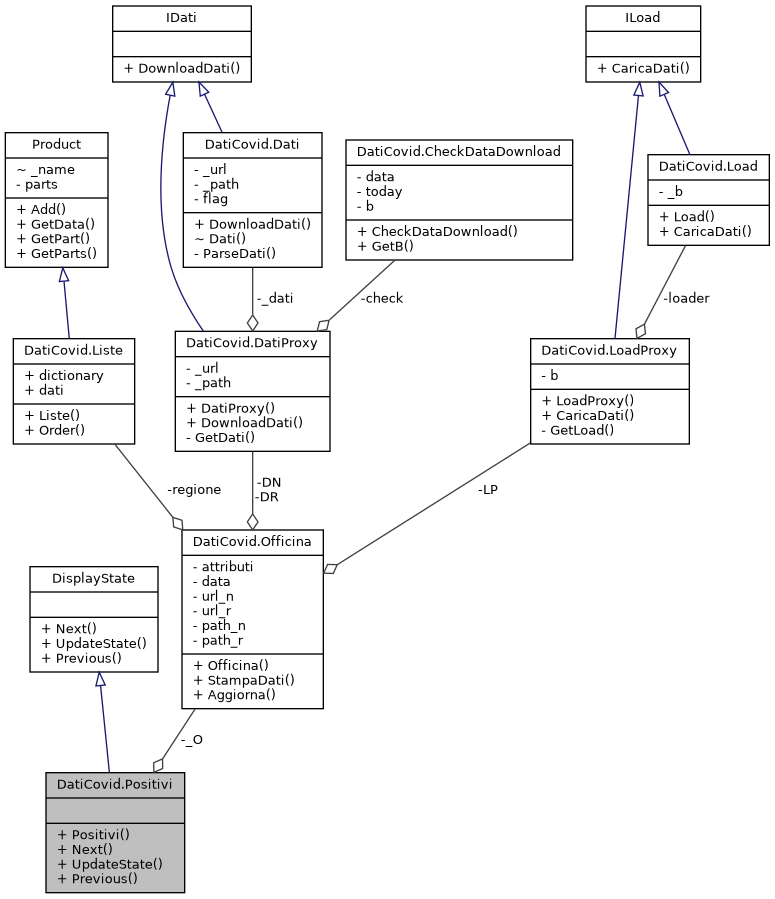 IDati
+ DownloadDati()
ILoad
+ CaricaDati()
Product
~ _name
- parts
+ Add()
+ GetData()
+ GetPart()
+ GetParts()
DatiCovid.Dati
- _url
- _path
- flag
+ DownloadDati()
~ Dati()
- ParseDati()
DatiCovid.CheckDataDownload
- data
- today
- b
+ CheckDataDownload()
+ GetB()
DatiCovid.Load
- _b
+ Load()
+ CaricaDati()
-_dati
-check
-loader
DatiCovid.Liste
+ dictionary
+ dati
+ Liste()
+ Order()
DatiCovid.DatiProxy
- _url
- _path
+ DatiProxy()
+ DownloadDati()
- GetDati()
DatiCovid.LoadProxy
- b
+ LoadProxy()
+ CaricaDati()
- GetLoad()
-regione
-DN
-DR
-LP
DatiCovid.Officina
- attributi
- data
- url_n
- url_r
- path_n
- path_r
+ Officina()
+ StampaDati()
+ Aggiorna()
DisplayState
+ Next()
+ UpdateState()
+ Previous()
-_O
DatiCovid.Positivi
+ Positivi()
+ Next()
+ UpdateState()
+ Previous()